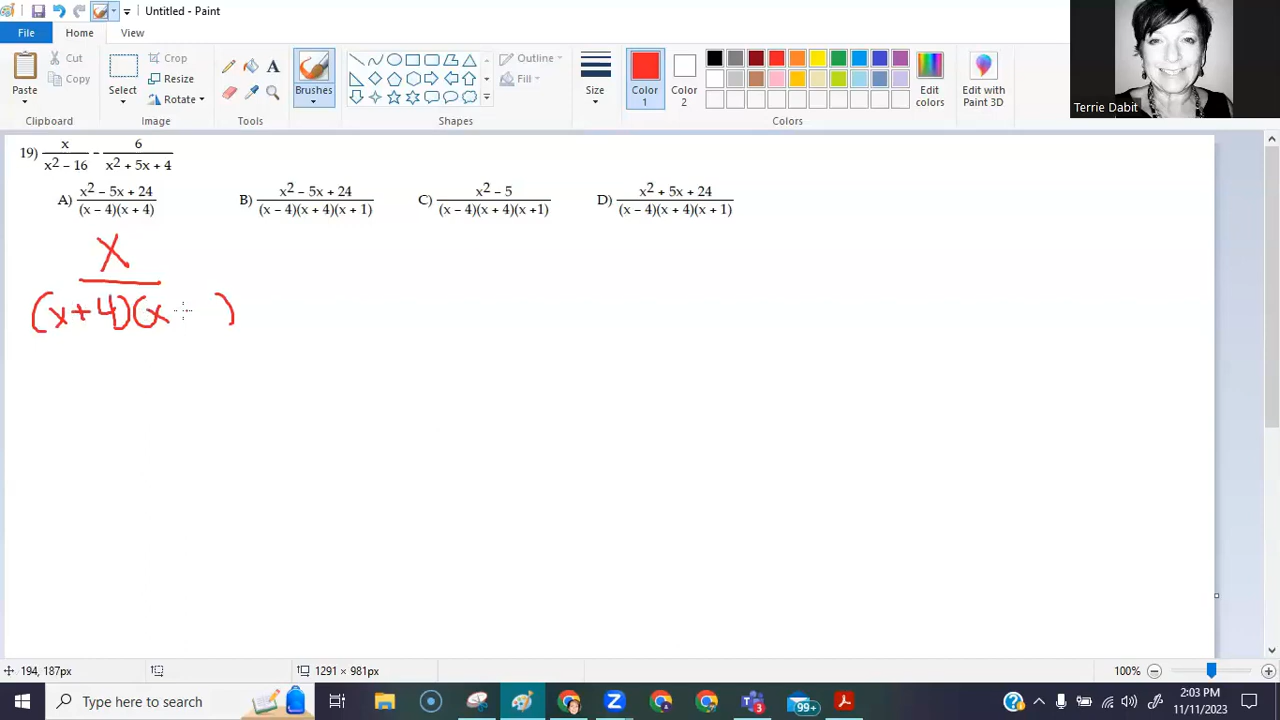 Untitled - Paint
File Home View
Paste Cut Copy Select Crop Resize Rotate Brushes Outline Fill Size Color 1 Color 2 Edit colors Edit with Paint 3D
Clipboard Image Tools Shapes Colors
Terrie Dabit
19) x/(x² − 16) − 6/(x² + 5x + 4)
A) (x² − 5x + 24)/((x − 4)(x + 4)) B) (x² − 5x + 24)/((x − 4)(x + 4)(x + 1)) C) (x² − 5)/((x − 4)(x + 4)(x +1)) D) (x² + 5x + 24)/((x − 4)(x + 4)(x + 1))
x
(x+4)(x )
194, 187px 1291 × 981px 100%
Type here to search 3 99+ 2:03 PM
11/11/2023